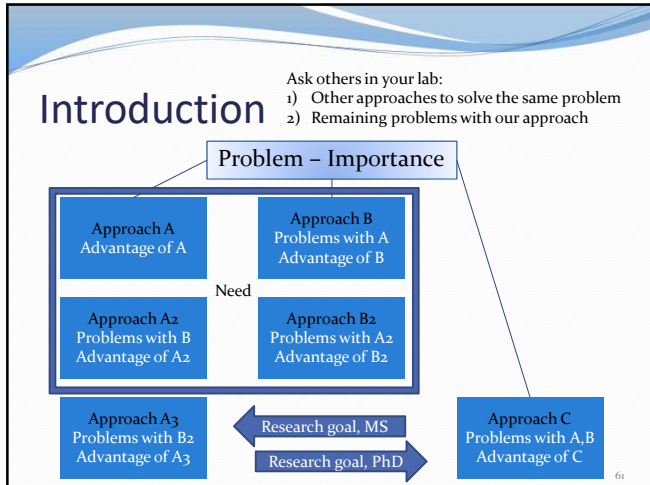 Introduction
Ask others in your lab:
1) Other approaches to solve the same problem
2) Remaining problems with our approach
Problem – Importance
Approach A
Advantage of A
Approach B
Problems with A
Advantage of B
Need
Approach A2
Problems with B
Advantage of A2
Approach B2
Problems with A2
Advantage of B2
Approach A3
Problems with B2
Advantage of A3
Research goal, MS
Research goal, PhD
Approach C
Problems with A,B
Advantage of C
61